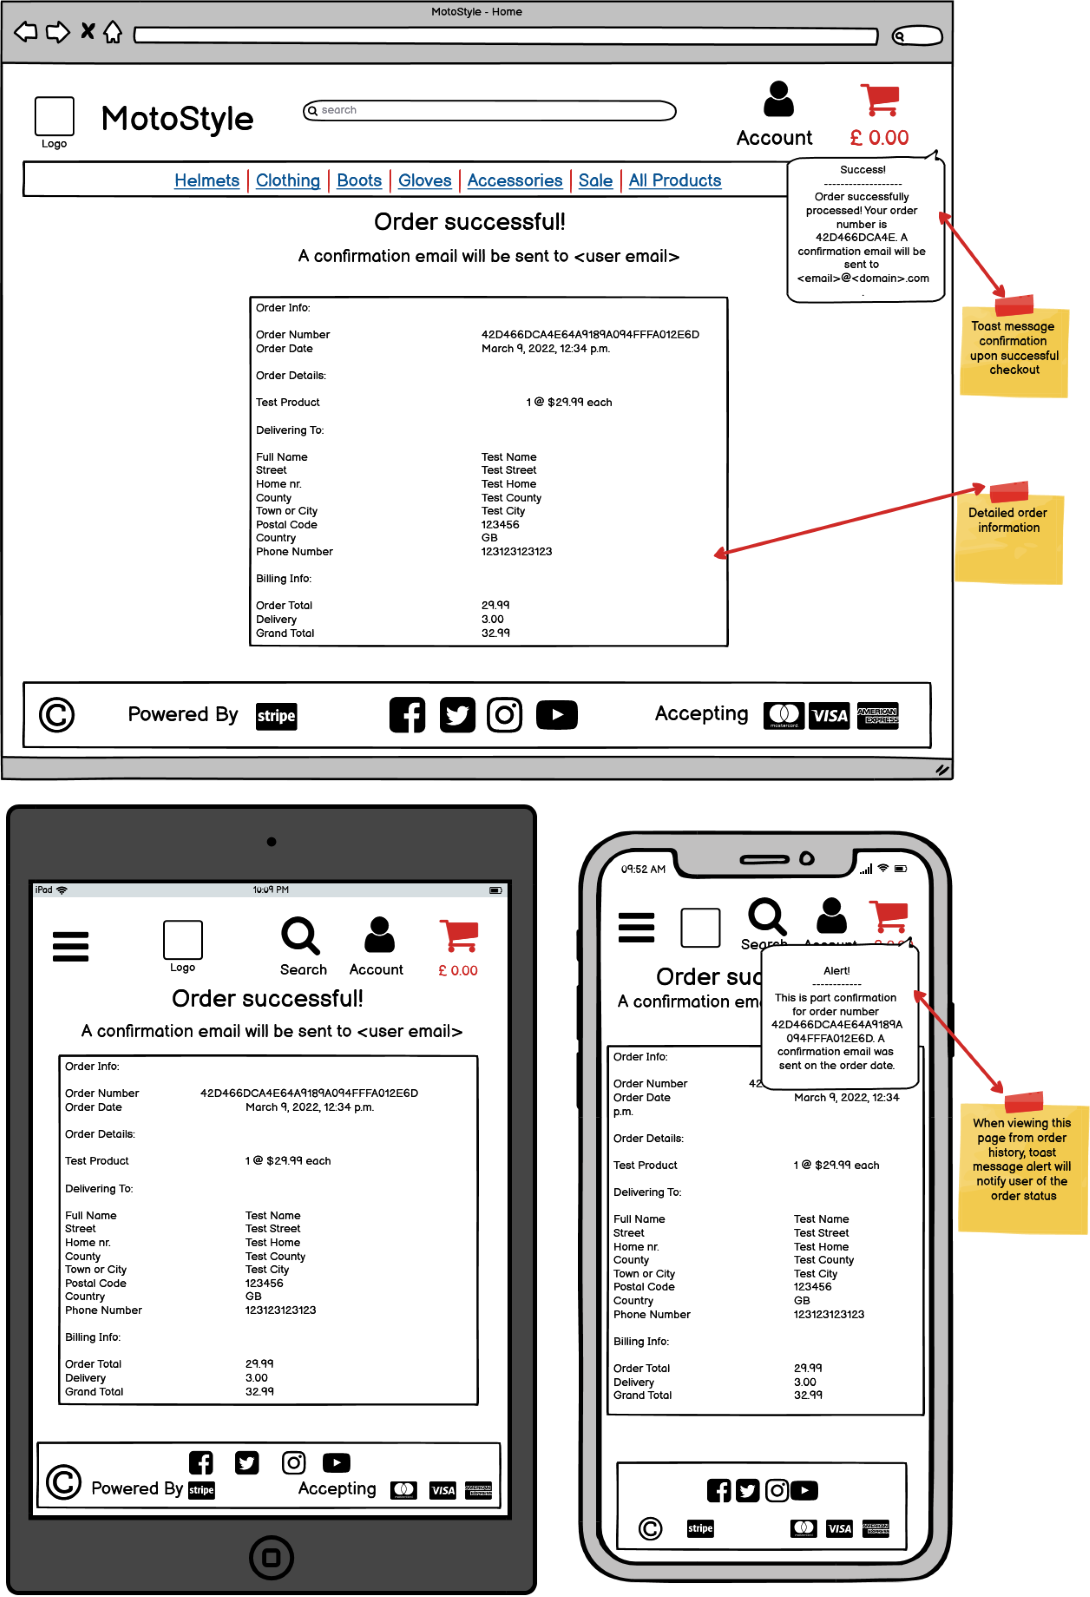 MotoStyle - Home
Logo
MotoStyle
search
Account
£ 0.00
Helmets
Clothing
Boots
Gloves
Accessories
Sale
All Products
Success!
-------------------
Order successfully
processed! Your order
number is
42D466DCA4E. A
confirmation email will be
sent to
<email>@<domain>.com
.
Order successful!
A confirmation email will be sent to <user email>
Order Info:
Order Number 42D466DCA4E64A9189A094FFFA012E6D
Order Date March 9, 2022, 12:34 p.m.
Order Details:
Test Product 1 @ $29.99 each
Delivering To:
Full Name Test Name
Street Test Street
Home nr. Test Home
County Test County
Town or City Test City
Postal Code 123456
Country GB
Phone Number 123123123123
Billing Info:
Order Total 29.99
Delivery 3.00
Grand Total 32.99
Toast message
confirmation
upon successful
checkout
Detailed order
information
Powered By stripe
Accepting mastercard VISA AMERICAN EXPRESS
iPad 10:09 PM
Logo
Search
Account
£ 0.00
Order successful!
A confirmation email will be sent to <user email>
Order Info:
Order Number 42D466DCA4E64A9189A094FFFA012E6D
Order Date March 9, 2022, 12:34 p.m.
Order Details:
Test Product 1 @ $29.99 each
Delivering To:
Full Name Test Name
Street Test Street
Home nr. Test Home
County Test County
Town or City Test City
Postal Code 123456
Country GB
Phone Number 123123123123
Billing Info:
Order Total 29.99
Delivery 3.00
Grand Total 32.99
Powered By stripe
Accepting VISA
09:52 AM
Search
Account
Order suc
A confirmation em
Alert!
------------
This is part confirmation
for order number
42D466DCA4E64A9189A
094FFFA012E6D. A
confirmation email was
sent on the order date.
Order Info:
Order Number 42
Order Date March 9, 2022, 12:34
p.m.
Order Details:
Test Product 1 @ $29.99 each
Delivering To:
Full Name Test Name
Street Test Street
Home nr. Test Home
County Test County
Town or City Test City
Postal Code 123456
Country GB
Phone Number 123123123123
Billing Info:
Order Total 29.99
Delivery 3.00
Grand Total 32.99
When viewing this
page from order
history, toast
message alert will
notify user of the
order status
stripe
VISA